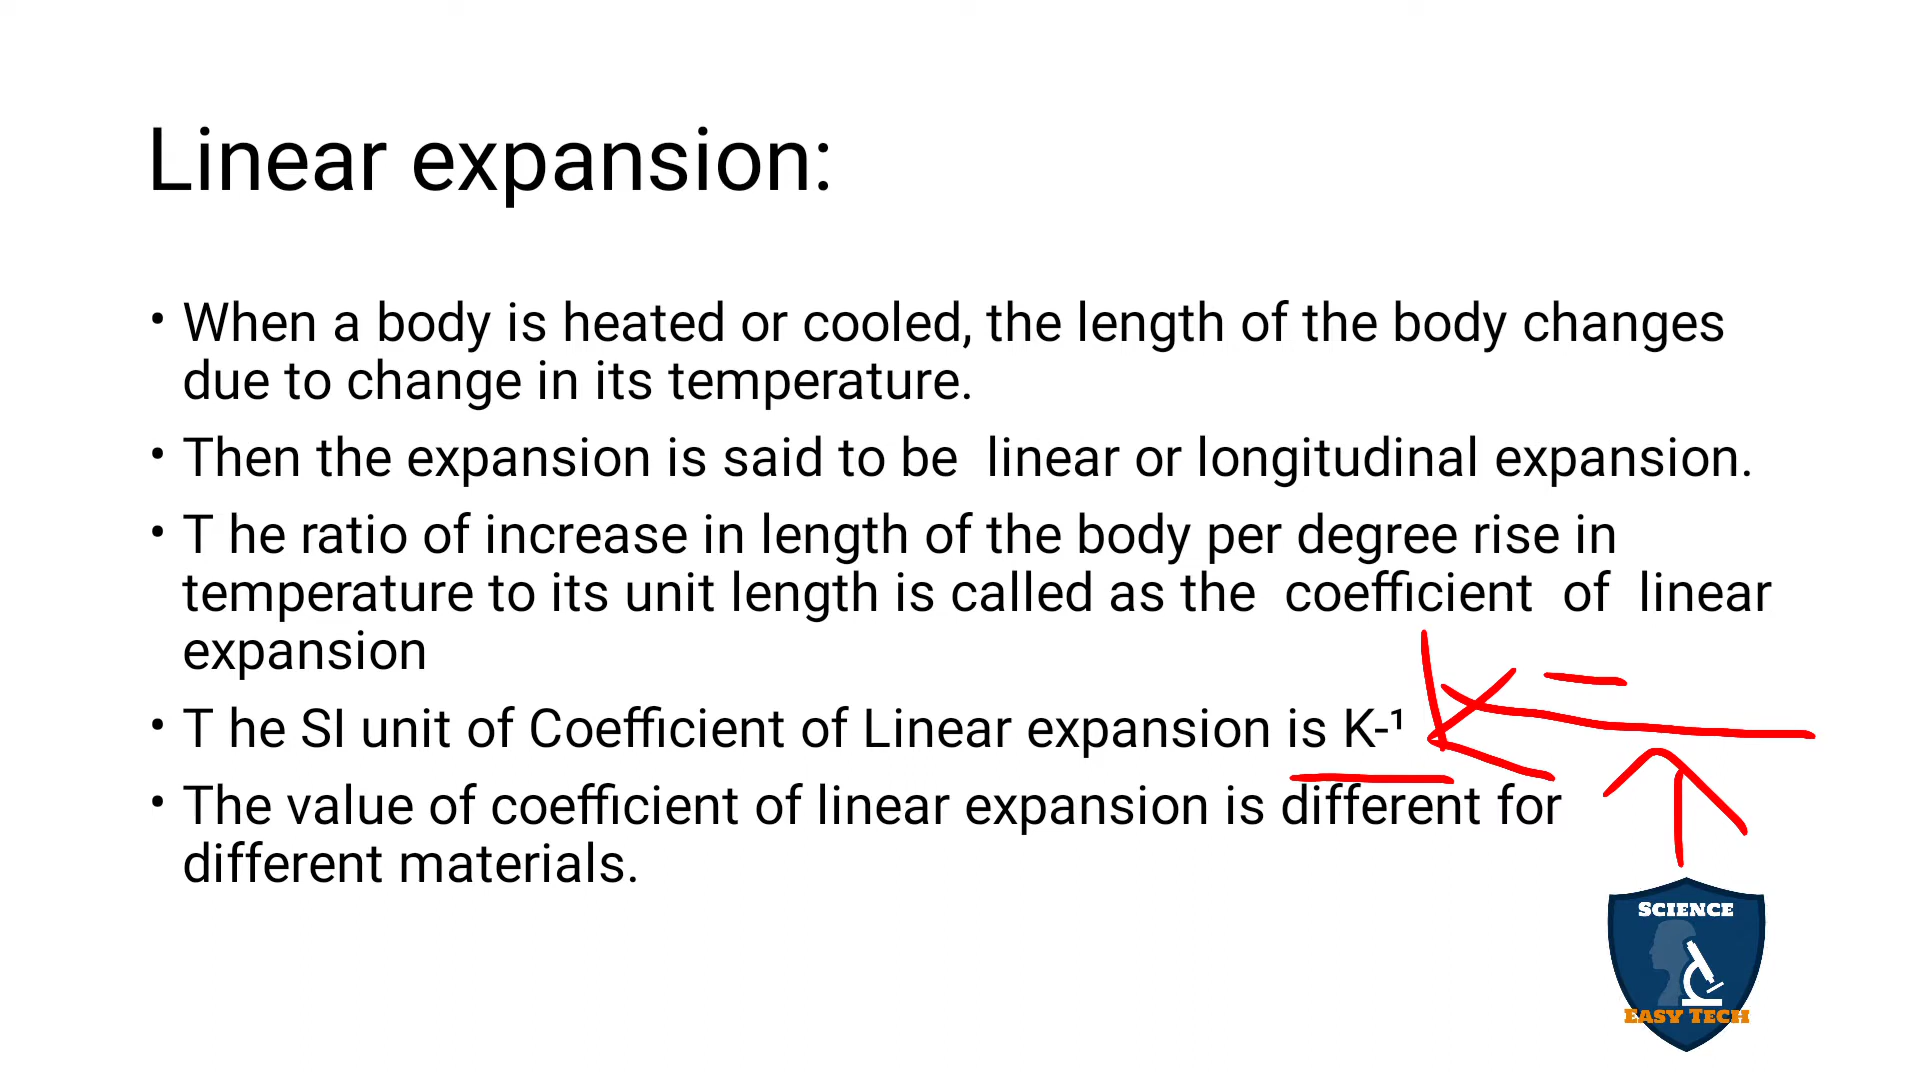 Linear expansion:
• When a body is heated or cooled, the length of the body changes
due to change in its temperature.
• Then the expansion is said to be  linear or longitudinal expansion.
• T he ratio of increase in length of the body per degree rise in
temperature to its unit length is called as the  coefficient  of  linear
expansion
• T he SI unit of Coefficient of Linear expansion is K-¹
• The value of coefficient of linear expansion is different for
different materials.
SCIENCE
EASY TECH